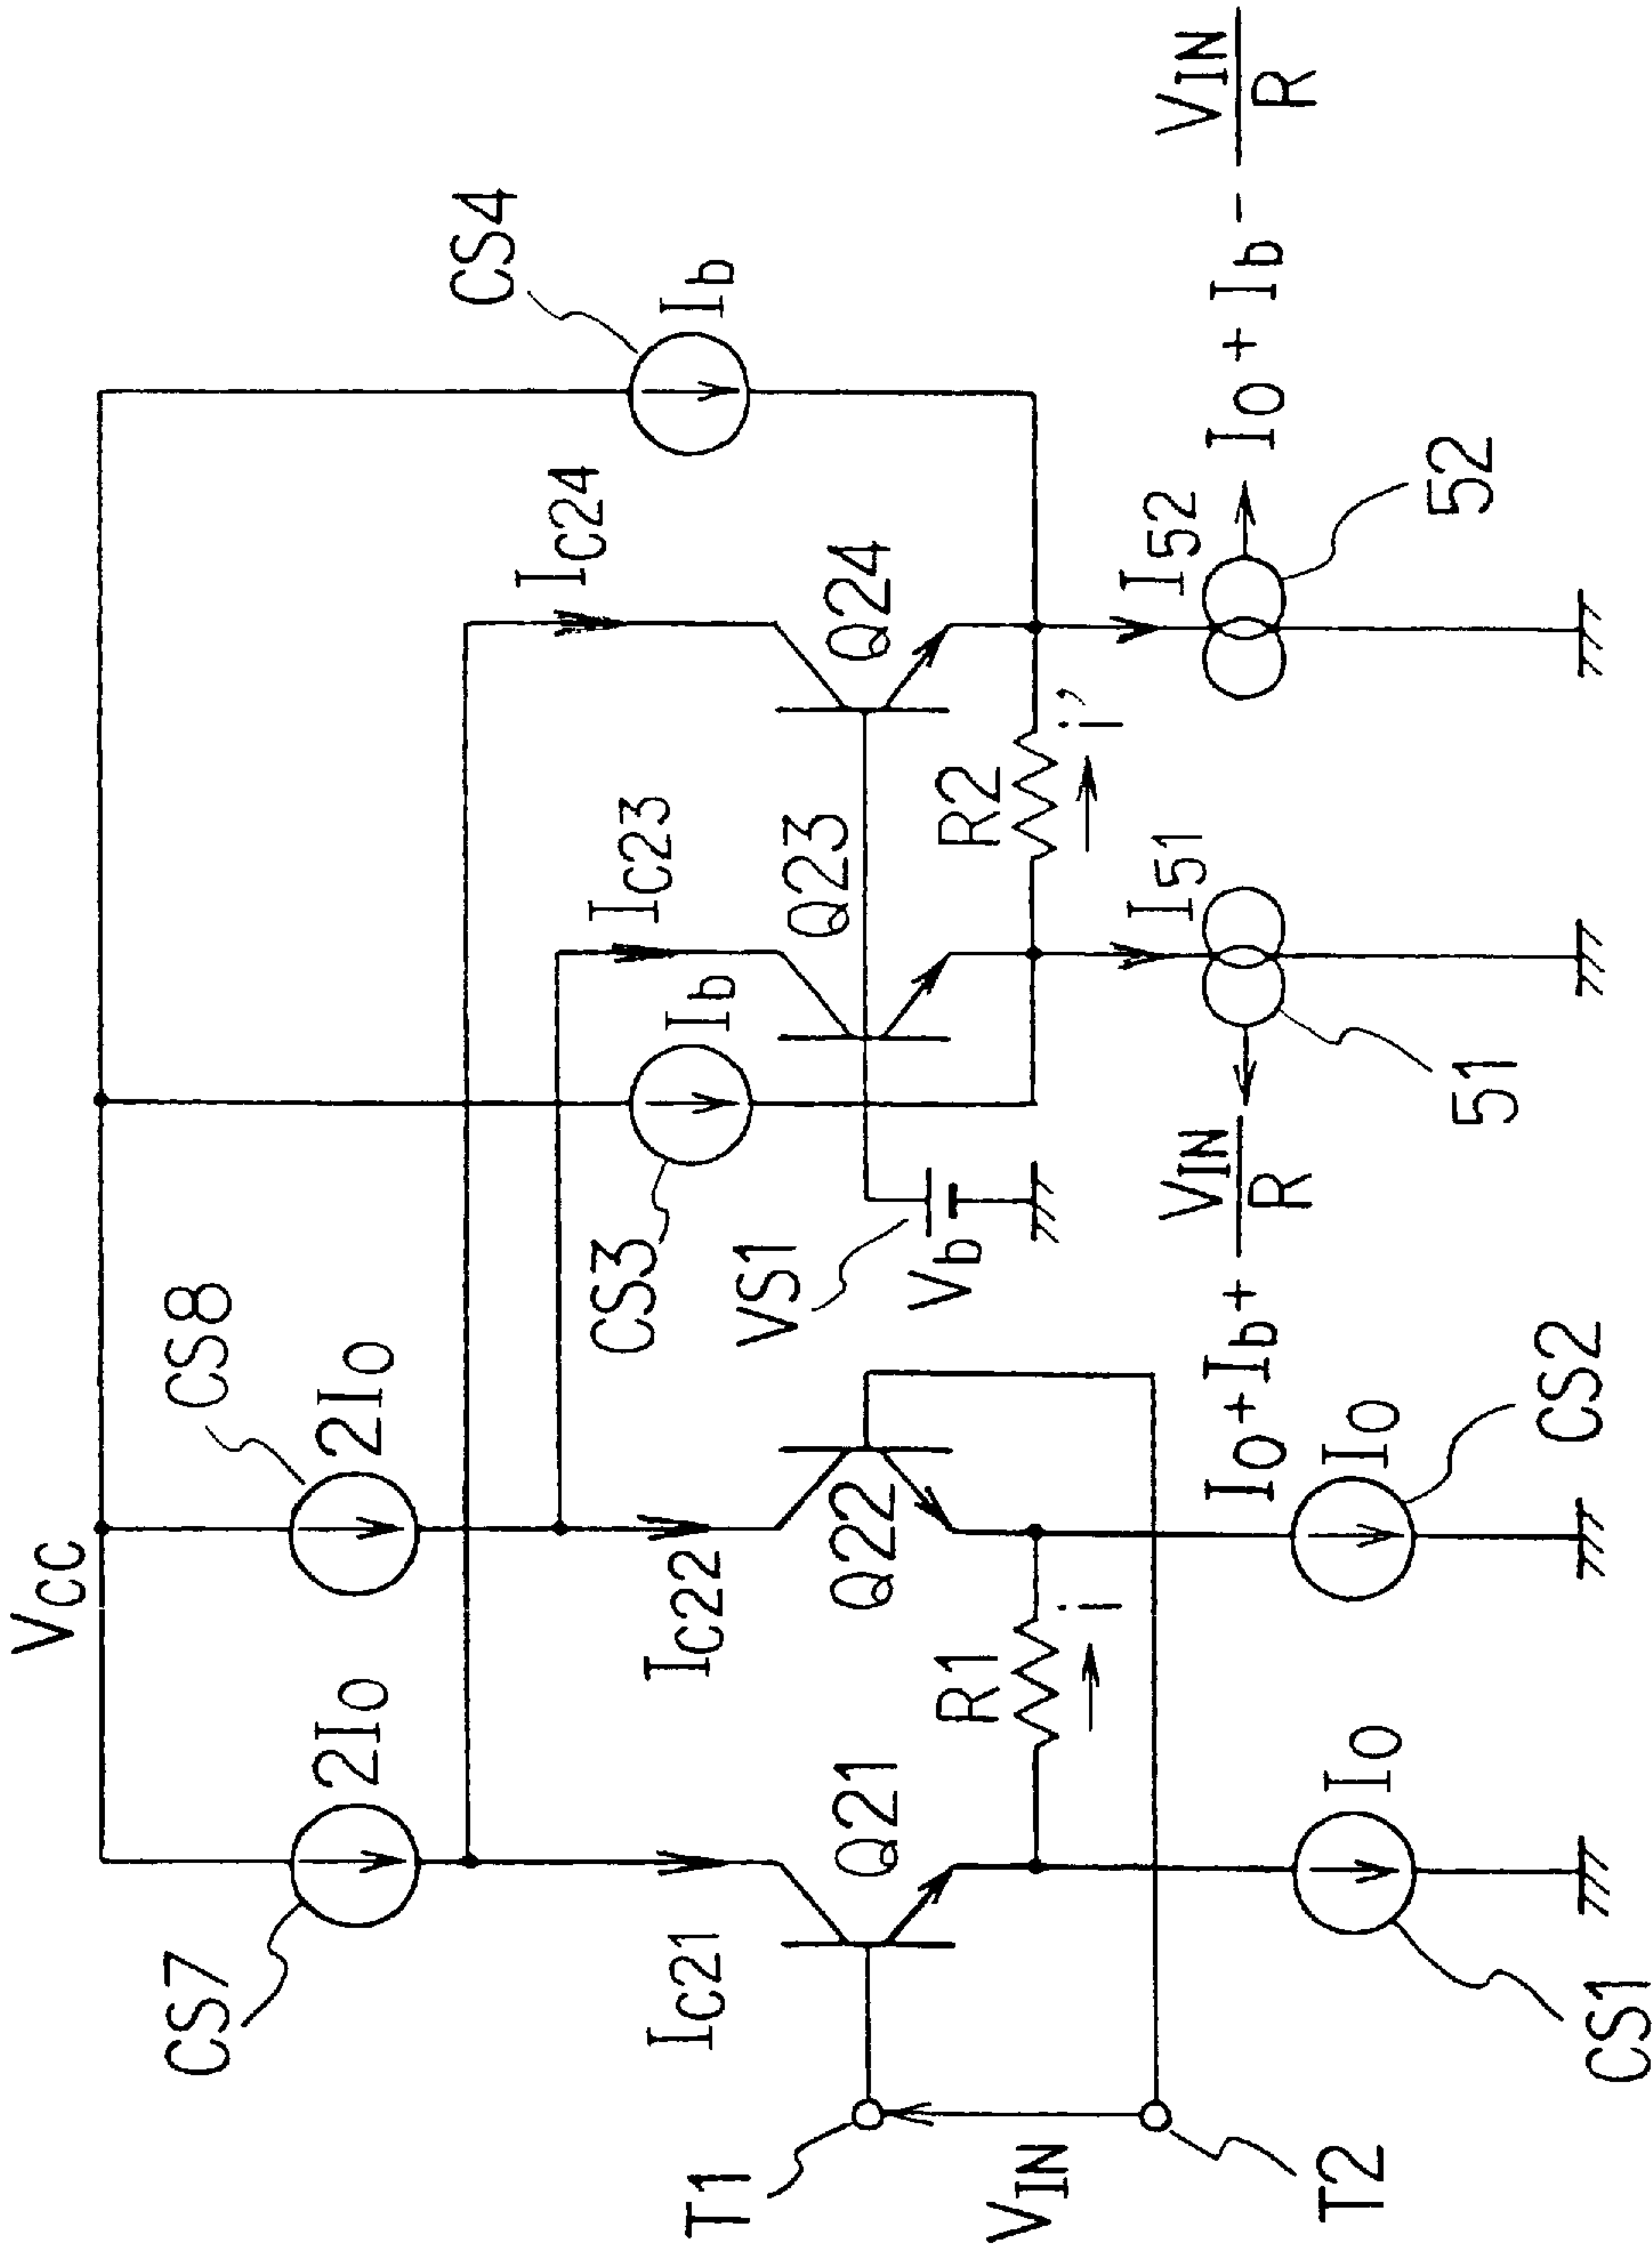 VCC
CS7
2IO
CS8
2IO
CS4
Ib
IC21
IC22
IC23
IC24
CS3
Ib
Q21
Q22
Q23
Q24
T1
VIN
T2
VS1
Vb
R1
i
R2
i'
I51
I52
CS1
IO
IO
CS2
IO + Ib + VIN/R
51
52
IO + Ib - VIN/R